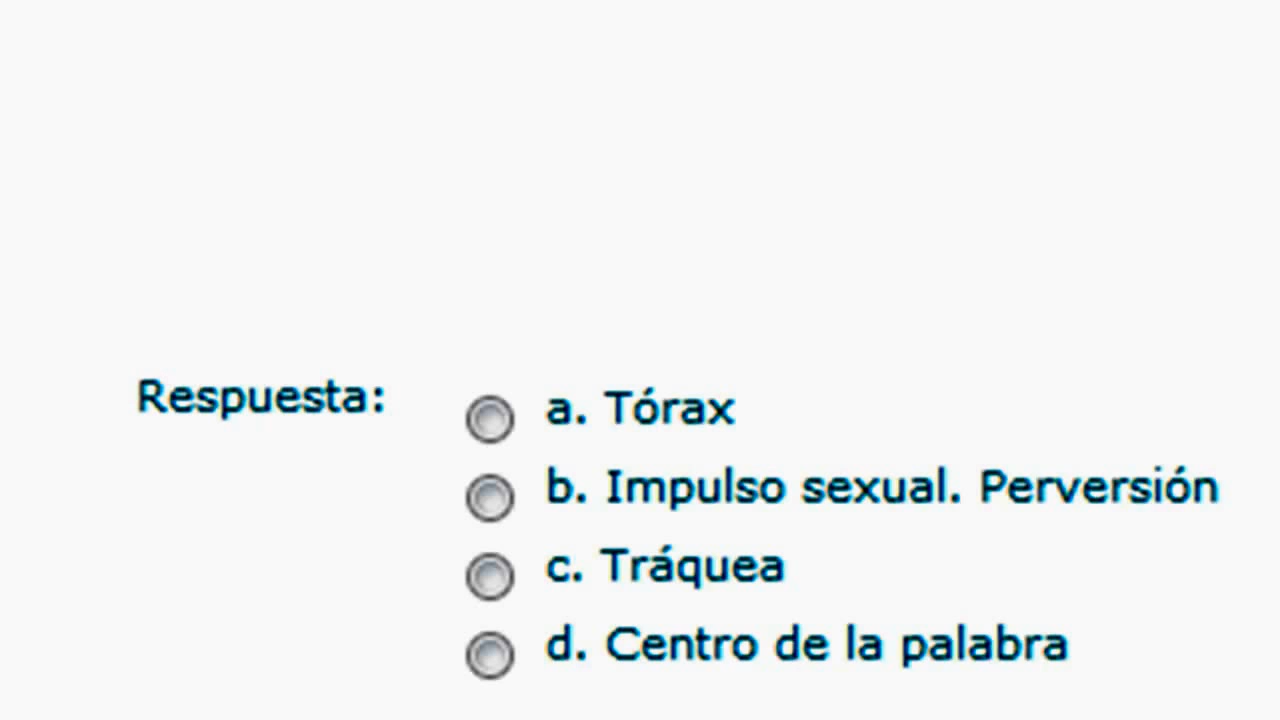 Respuesta:
a. Tórax
b. Impulso sexual. Perversión
c. Tráquea
d. Centro de la palabra